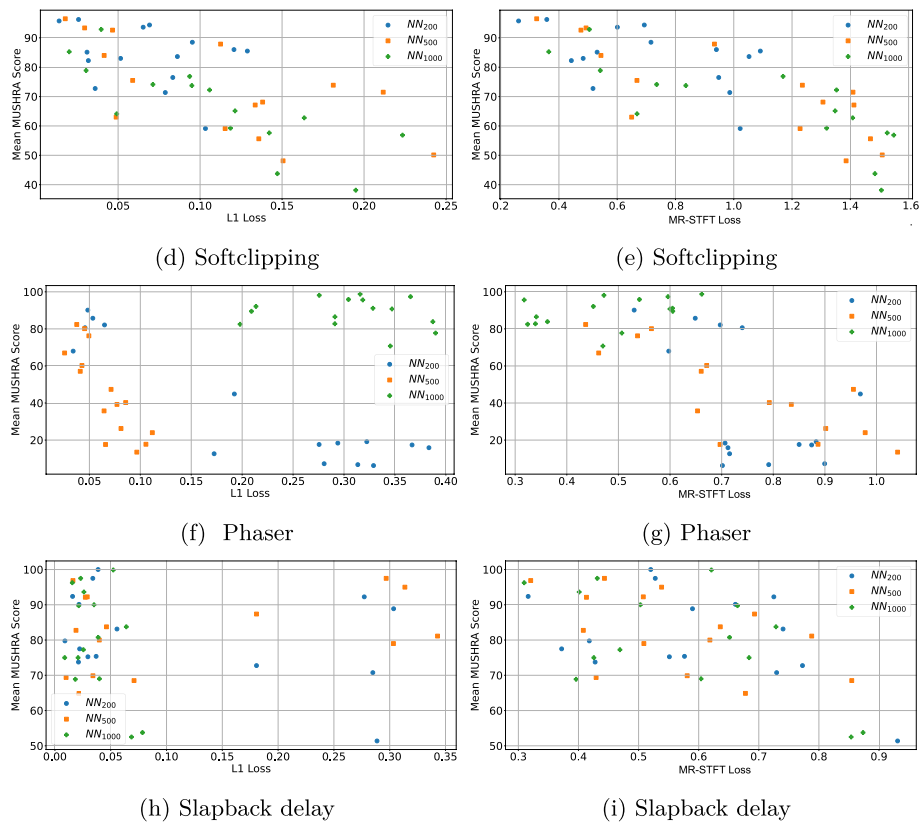 Mean MUSHRA Score
90
80
70
60
50
40
0.05 0.10 0.15 0.20 0.25
L1 Loss
NN200
NN500
NN1000
(d) Softclipping
Mean MUSHRA Score
90
80
70
60
50
40
0.2 0.4 0.6 0.8 1.0 1.2 1.4 1.6
MR-STFT Loss
NN200
NN500
NN1000
(e) Softclipping
Mean MUSHRA Score
100
80
60
40
20
0.05 0.10 0.15 0.20 0.25 0.30 0.35 0.40
L1 Loss
NN200
NN500
NN1000
(f) Phaser
Mean MUSHRA Score
100
80
60
40
20
0.3 0.4 0.5 0.6 0.7 0.8 0.9 1.0
MR-STFT Loss
NN200
NN500
NN1000
(g) Phaser
Mean MUSHRA Score
100
90
80
70
60
50
0.00 0.05 0.10 0.15 0.20 0.25 0.30 0.35
L1 Loss
NN200
NN500
NN1000
(h) Slapback delay
Mean MUSHRA Score
100
90
80
70
60
50
0.3 0.4 0.5 0.6 0.7 0.8 0.9
MR-STFT Loss
NN200
NN500
NN1000
(i) Slapback delay